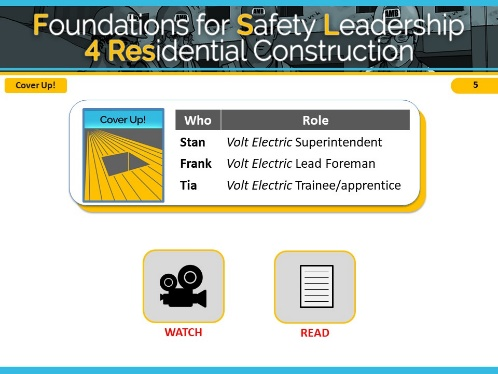 Foundations for Safety Leadership
4 Residential Construction
Cover Up!
5
Cover Up!
Who Role
Stan Volt Electric Superintendent
Frank Volt Electric Lead Foreman
Tia Volt Electric Trainee/apprentice
WATCH READ